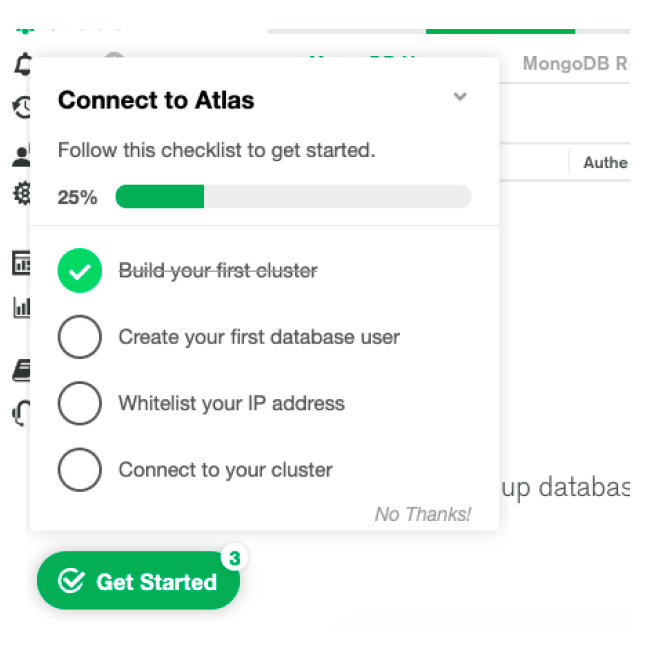 MongoDB R
Connect to Atlas
Follow this checklist to get started.
Authe
25%
Build your first cluster
Create your first database user
Whitelist your IP address
Connect to your cluster
up databas
No Thanks!
3
Get Started